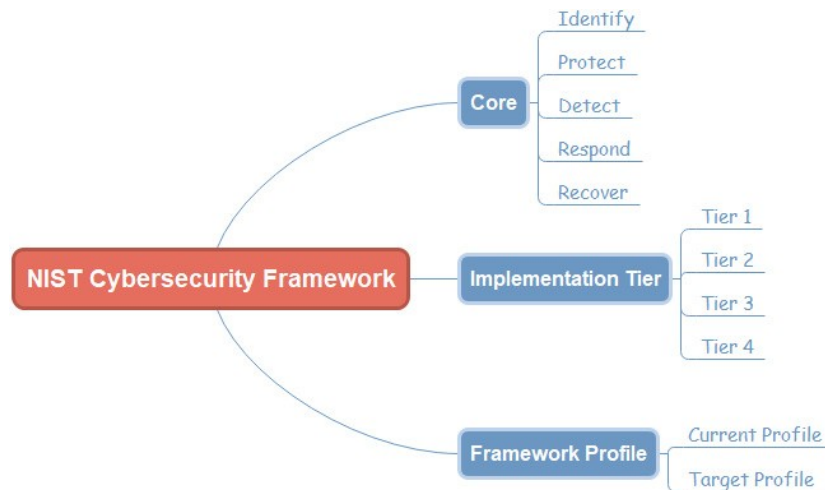 NIST Cybersecurity Framework
Core
Identify
Protect
Detect
Respond
Recover
Implementation Tier
Tier 1
Tier 2
Tier 3
Tier 4
Framework Profile
Current Profile
Target Profile